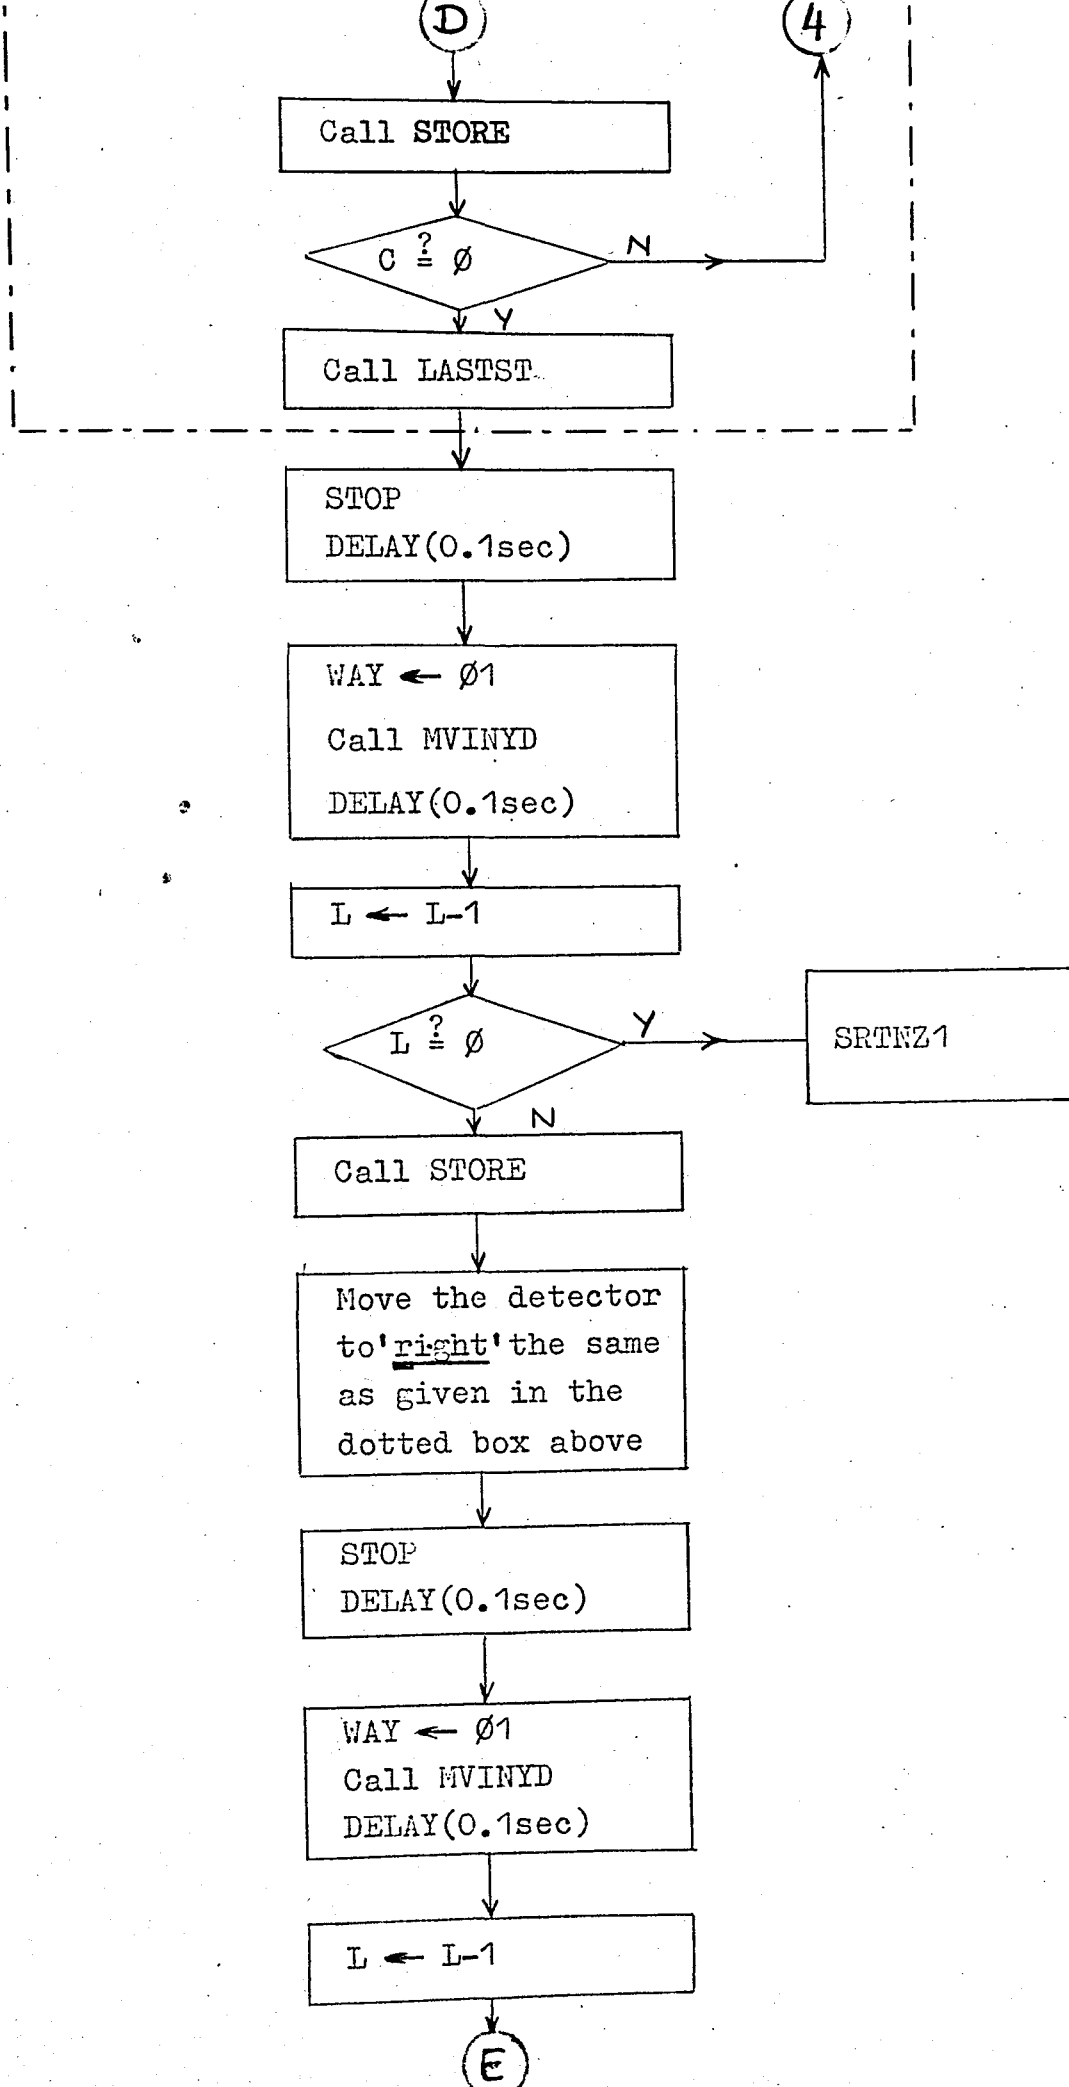 D
4
Call STORE
C ?= Ø
N
Y
Call LASTST
STOP
DELAY(0.1sec)
WAY ← Ø1
Call MVINYD
DELAY(0.1sec)
L ← L-1
L ?= Ø
Y
SRTNZ1
N
Call STORE
Move the detector
to'right'the same
as given in the
dotted box above
STOP
DELAY(0.1sec)
WAY ← Ø1
Call MVINYD
DELAY(0.1sec)
L ← L-1
E